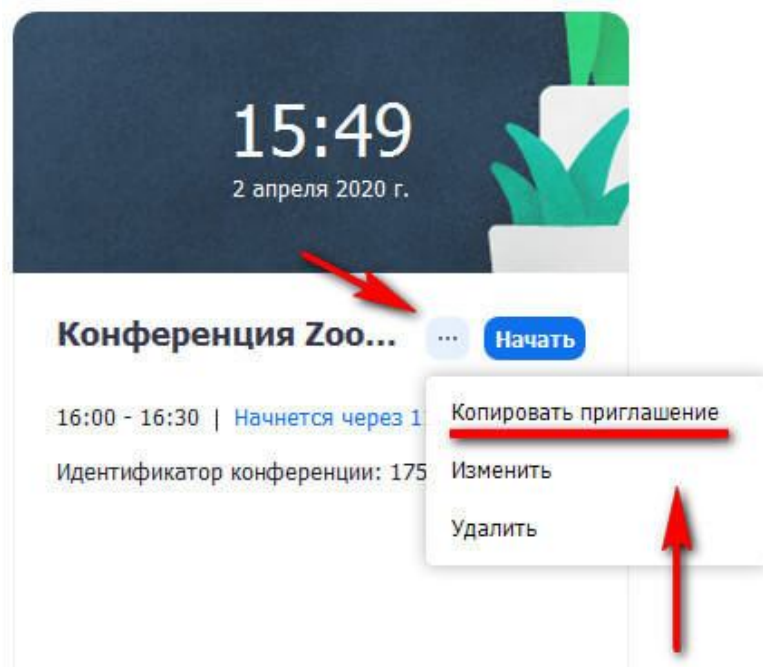 15:49
2 апреля 2020 г.
Конференция Zoo... ... Начать
16:00 - 16:30 | Начнется через 1
Копировать приглашение
Идентификатор конференции: 175
Изменить
Удалить